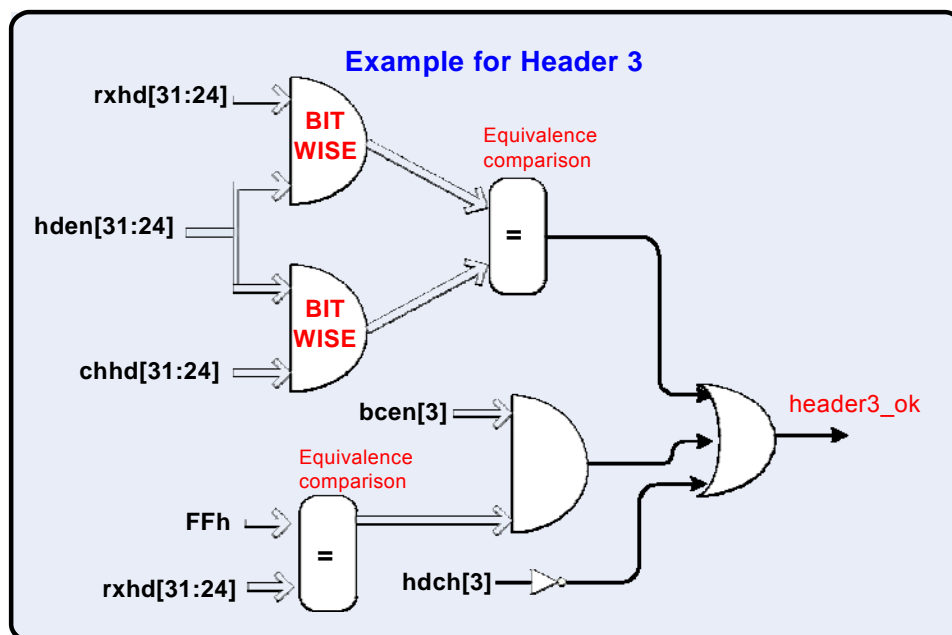 Example for Header 3
rxhd[31:24]
BIT
WISE
Equivalence
comparison
hden[31:24]
=
BIT
WISE
chhd[31:24]
bcen[3]
header3_ok
Equivalence
comparison
FFh
=
rxhd[31:24]
hdch[3]